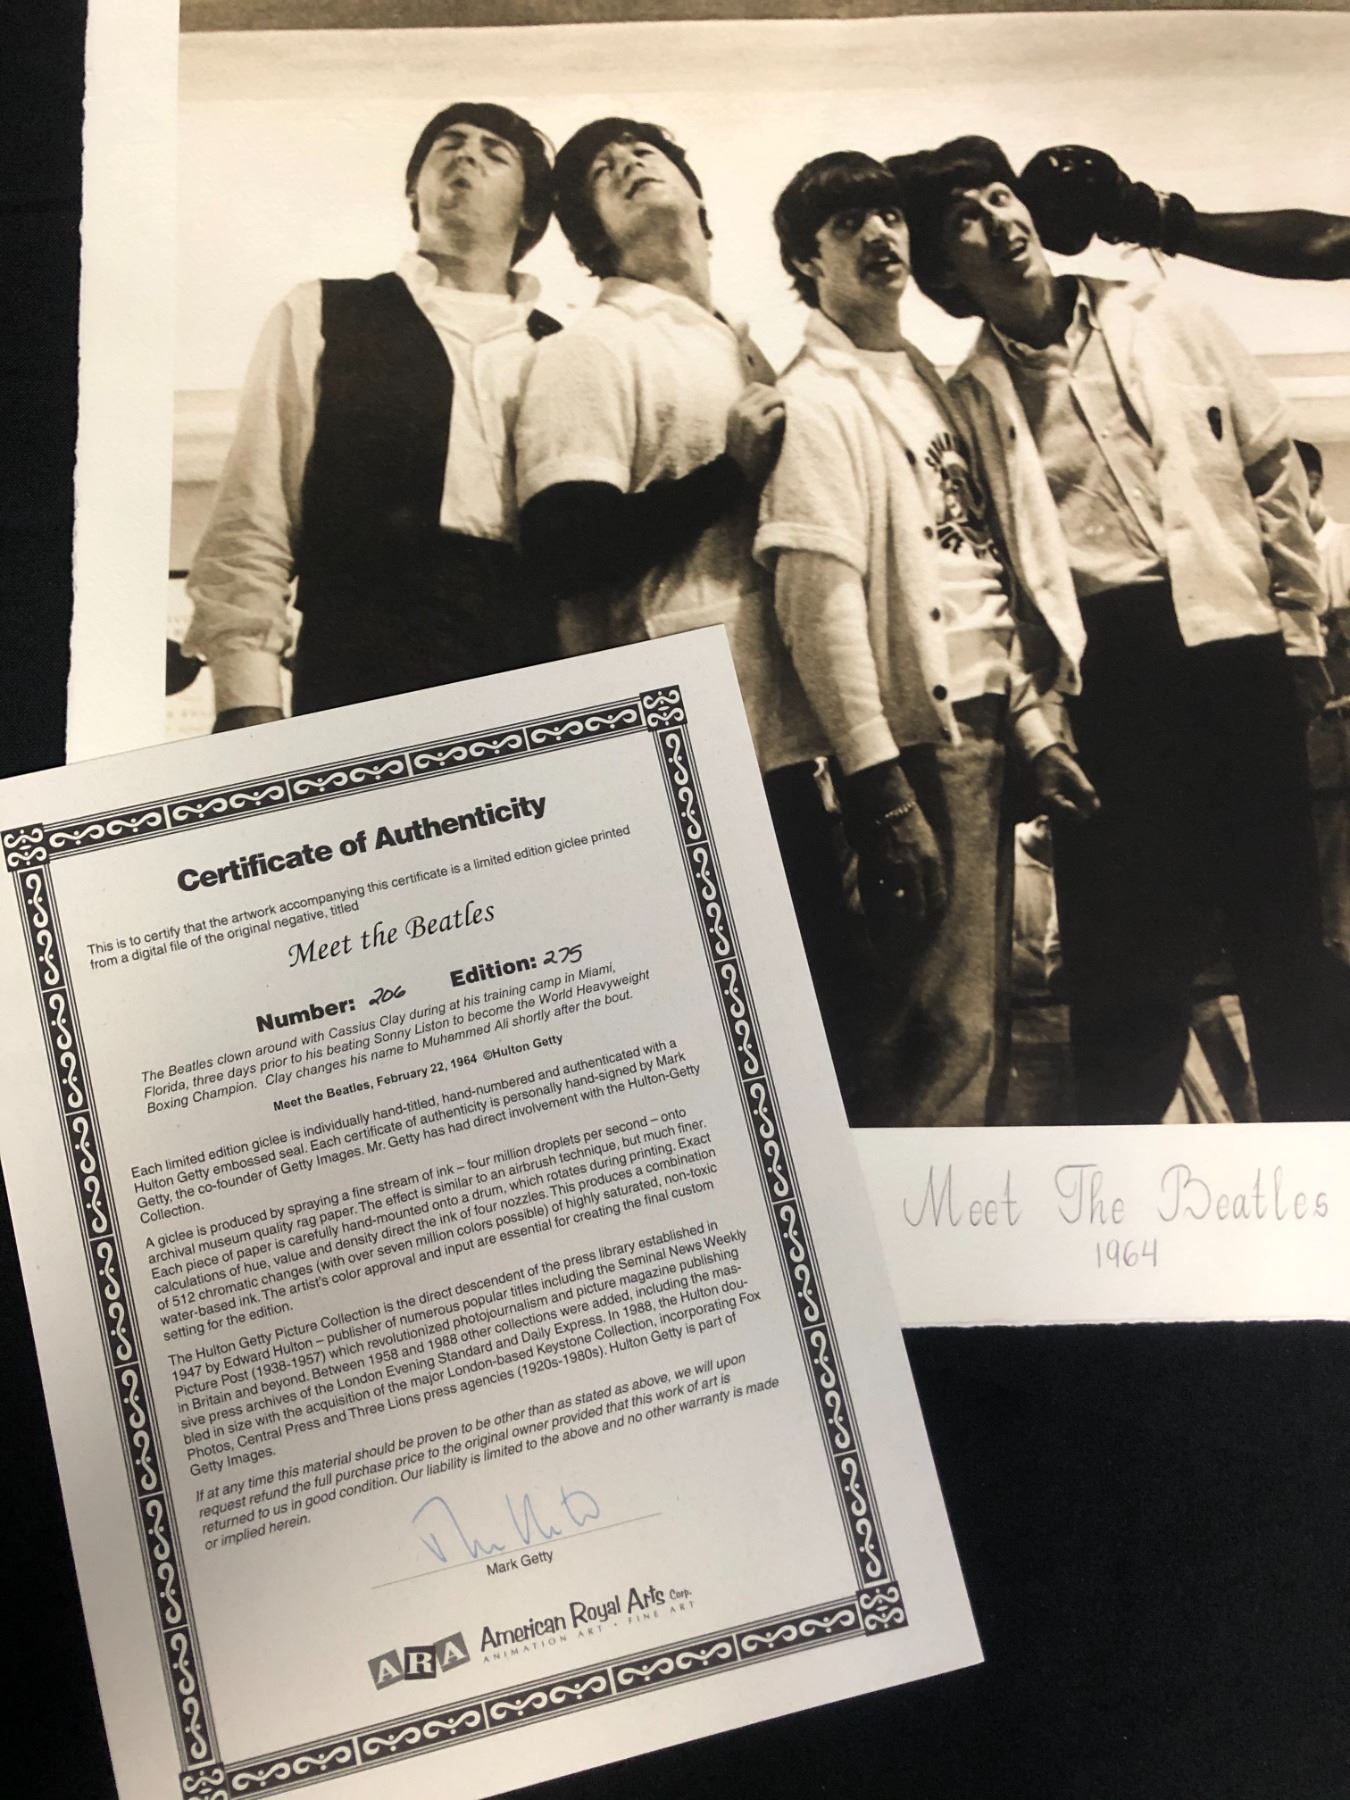 Certificate of Authenticity
This is to certify that the artwork accompanying this certificate is a limited edition giclee printed
from a digital file of the original negative, titled
Meet the Beatles
Number: 206 Edition: 275
The Beatles clown around with Cassius Clay during at his training camp in Miami,
Florida, three days prior to his beating Sonny Liston to become the World Heavyweight
Boxing Champion. Clay changes his name to Muhammed Ali shortly after the bout.
Meet the Beatles, February 22, 1964 ©Hulton Getty
Each limited edition giclee is individually hand-titled, hand-numbered and authenticated with a
Hulton Getty embossed seal. Each certificate of authenticity is personally hand-signed by Mark
Getty, the co-founder of Getty Images. Mr. Getty has had direct involvement with the Hulton-Getty
Collection.
A giclee is produced by spraying a fine stream of ink – four million droplets per second – onto
archival museum quality rag paper. The effect is similar to an airbrush technique, but much finer.
Each piece of paper is carefully hand-mounted onto a drum, which rotates during printing. Exact
calculations of hue, value and density direct the ink of four nozzles. This produces a combination
of 512 chromatic changes (with over seven million colors possible) of highly saturated, non-toxic
water-based ink. The artist's color approval and input are essential for creating the final custom
setting for the edition.
The Hulton Getty Picture Collection is the direct descendent of the press library established in
1947 by Edward Hulton – publisher of numerous popular titles including the Seminal News Weekly
Picture Post (1938-1957) which revolutionized photojournalism and picture magazine publishing
in Britain and beyond. Between 1958 and 1988 other collections were added, including the mas-
sive press archives of the London Evening Standard and Daily Express. In 1988, the Hulton dou-
bled in size with the acquisition of the major London-based Keystone Collection, incorporating Fox
Photos, Central Press and Three Lions press agencies (1920s-1980s). Hulton Getty is part of
Getty Images.
If at any time this material should be proven to be other than as stated as above, we will upon
request refund the full purchase price to the original owner provided that this work of art is
returned to us in good condition. Our liability is limited to the above and no other warranty is made
or implied herein.
Mark Getty
ARA American Royal Arts Corp.
ANIMATION ART • FINE ART
Meet The Beatles
1964